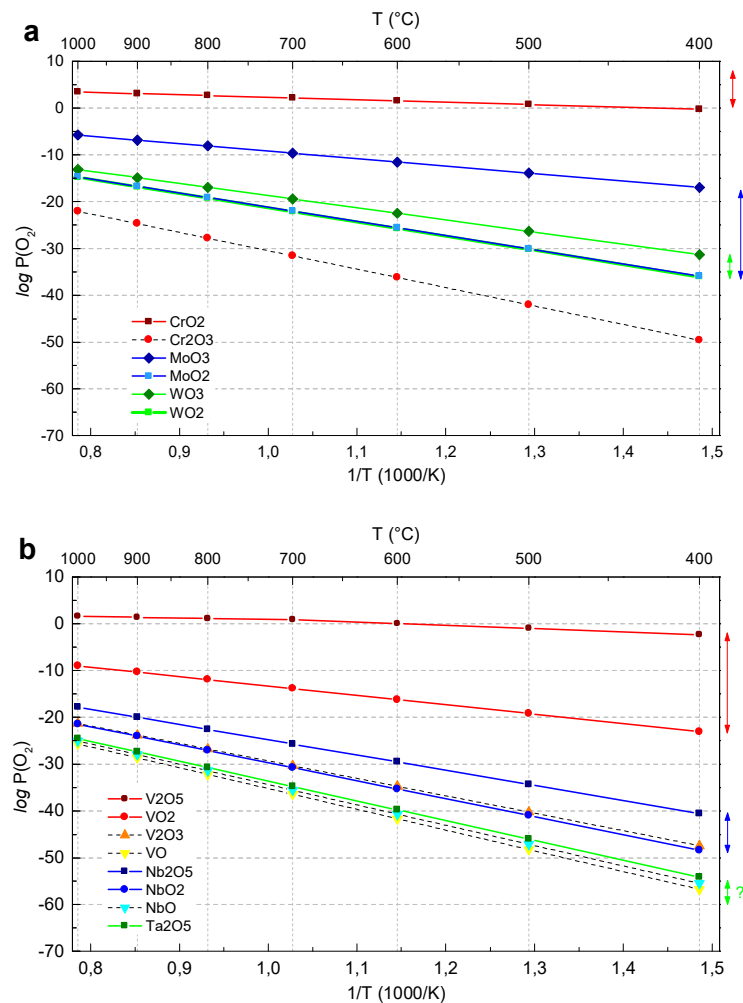 a
T (°C)
1000 900 800 700 600 500 400
10
0
-10
-20
-30
-40
-50
-60
-70
log P(O2)
CrO2
Cr2O3
MoO3
MoO2
WO3
WO2
0,8 0,9 1,0 1,1 1,2 1,3 1,4 1,5
1/T (1000/K)
b
T (°C)
1000 900 800 700 600 500 400
10
0
-10
-20
-30
-40
-50
-60
-70
log P(O2)
V2O5
VO2
V2O3
VO
Nb2O5
NbO2
NbO
Ta2O5
?
0,8 0,9 1,0 1,1 1,2 1,3 1,4 1,5
1/T (1000/K)